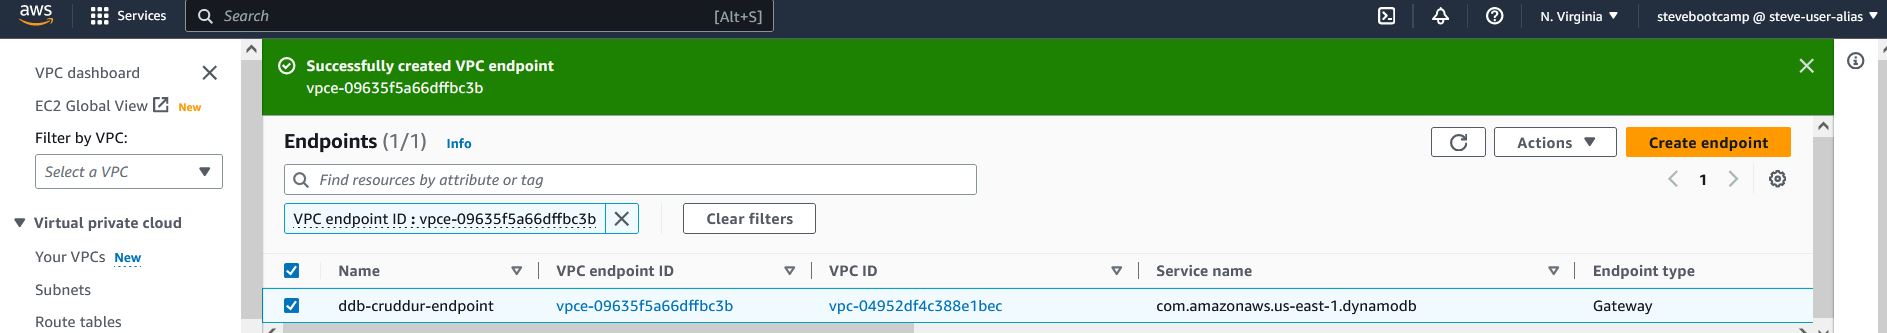 aws Services Search [Alt+S] N. Virginia stevebootcamp @ steve-user-alias
VPC dashboard
EC2 Global View New
Filter by VPC:
Select a VPC
Virtual private cloud
Your VPCs New
Subnets
Route tables
Successfully created VPC endpoint
vpce-09635f5a66dffbc3b
Endpoints (1/1) Info
Actions
Create endpoint
Find resources by attribute or tag
1
VPC endpoint ID : vpce-09635f5a66dffbc3b
Clear filters
Name VPC endpoint ID VPC ID Service name Endpoint type
ddb-cruddur-endpoint vpce-09635f5a66dffbc3b vpc-04952df4c388e1bec com.amazonaws.us-east-1.dynamodb Gateway